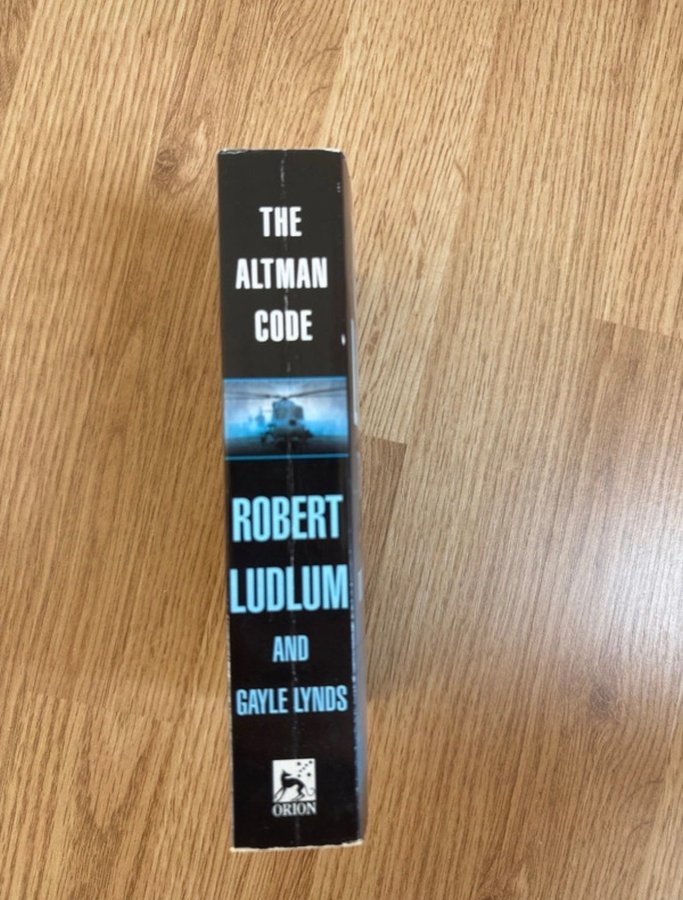 THE
ALTMAN
CODE
ROBERT
LUDLUM
AND
GAYLE LYNDS
ORION